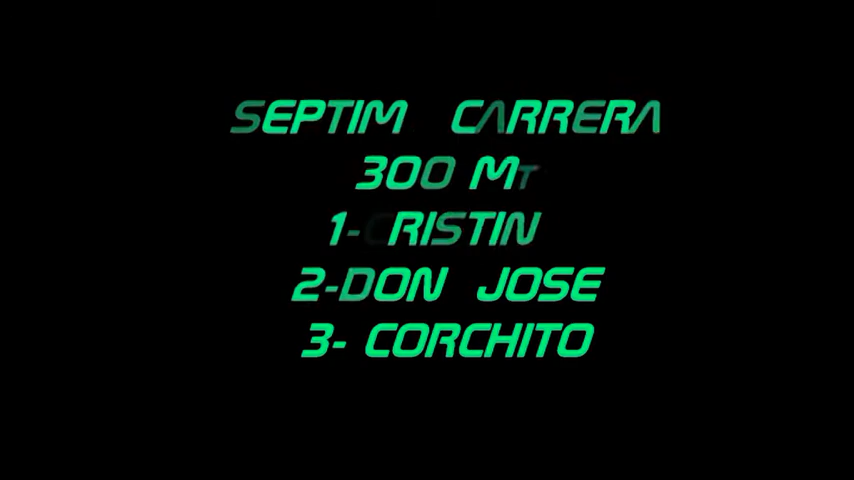 SEPTIM CARRERA
300 MT
1- CRISTIN
2-DON JOSE
3- CORCHITO